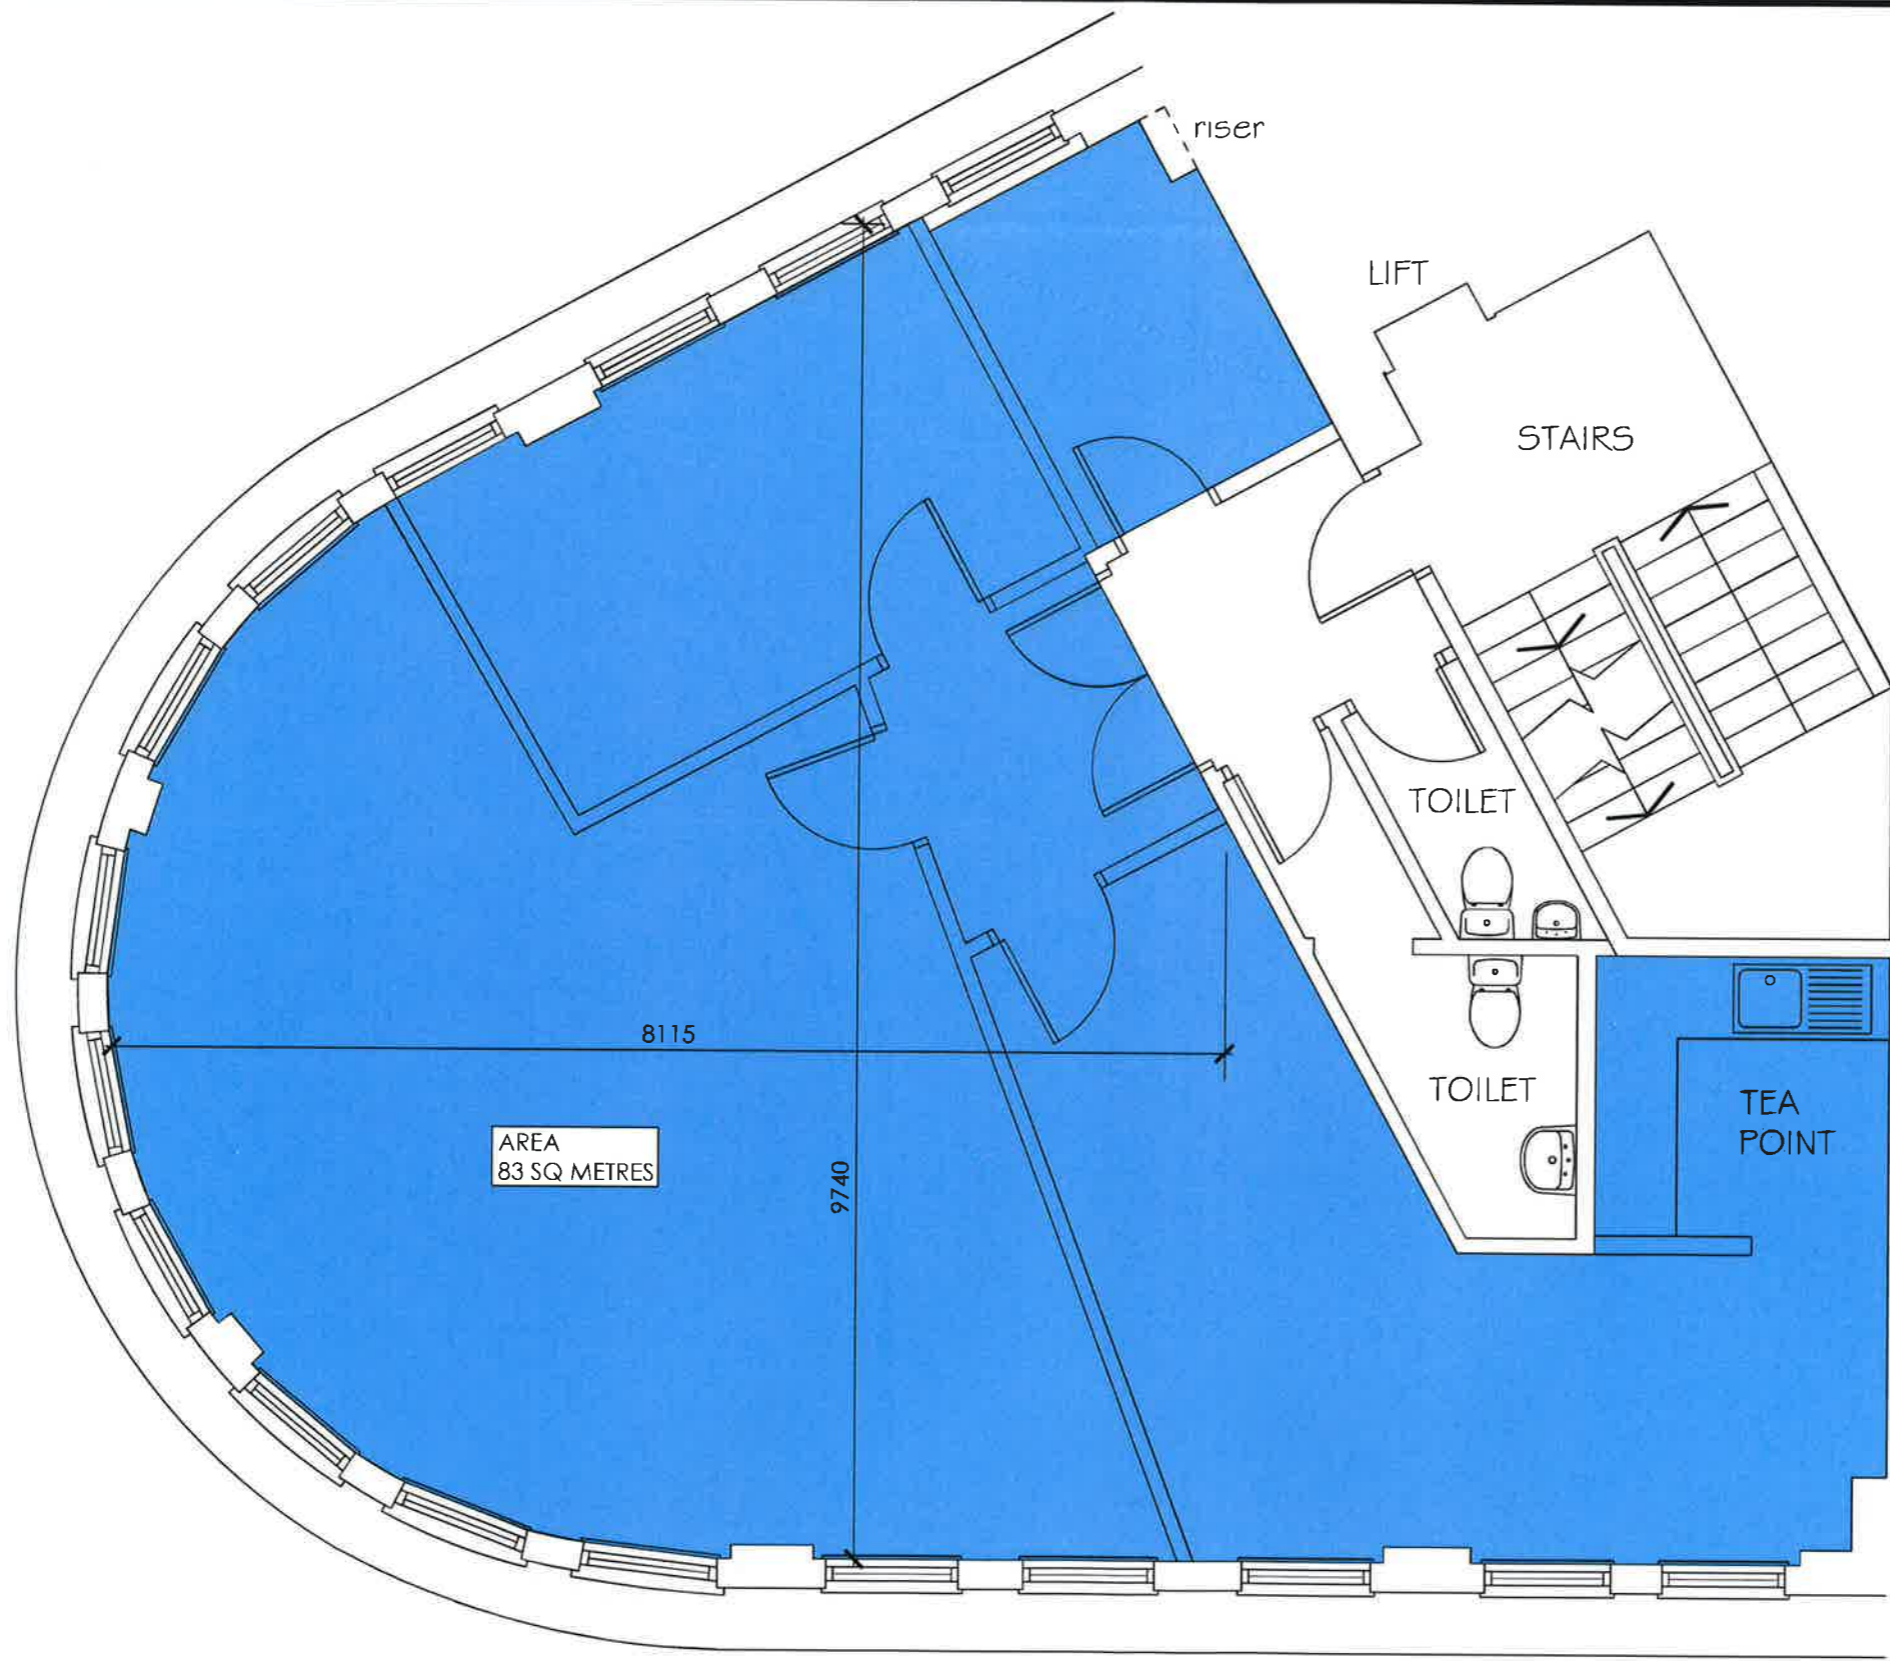 riser
LIFT
STAIRS
TOILET
8115
TOILET
TEA
POINT
AREA
83 SQ METRES
9740